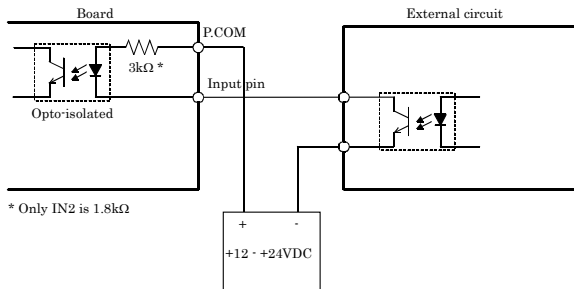 Board
External circuit
P.COM
3kΩ *
Input pin
Opto-isolated
* Only IN2 is 1.8kΩ
+ -
+12 - +24VDC